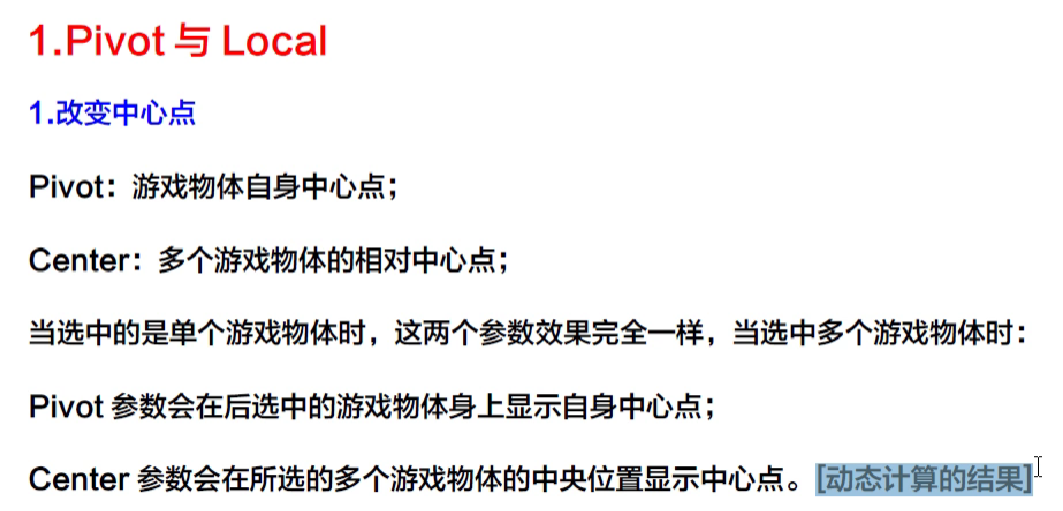 1.Pivot 与 Local
1.改变中心点
Pivot：游戏物体自身中心点；
Center：多个游戏物体的相对中心点；
当选中的是单个游戏物体时，这两个参数效果完全一样，当选中多个游戏物体时：
Pivot 参数会在后选中的游戏物体身上显示自身中心点；
Center 参数会在所选的多个游戏物体的中央位置显示中心点。[动态计算的结果]